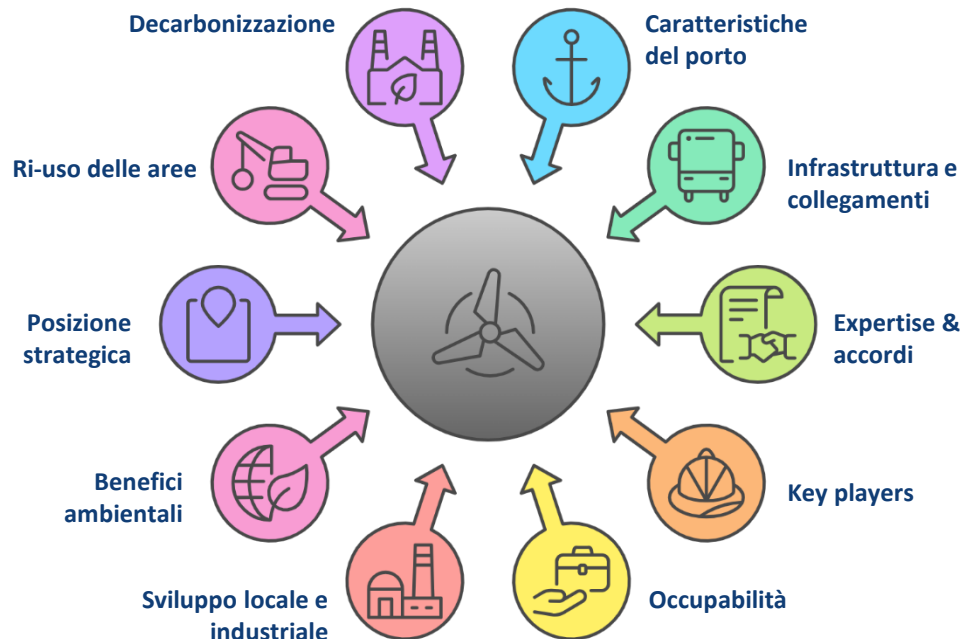 Decarbonizzazione
Caratteristiche
del porto
Ri-uso delle aree
Infrastruttura e
collegamenti
Posizione
strategica
Expertise &
accordi
Benefici
ambientali
Key players
Sviluppo locale e
industriale
Occupabilità